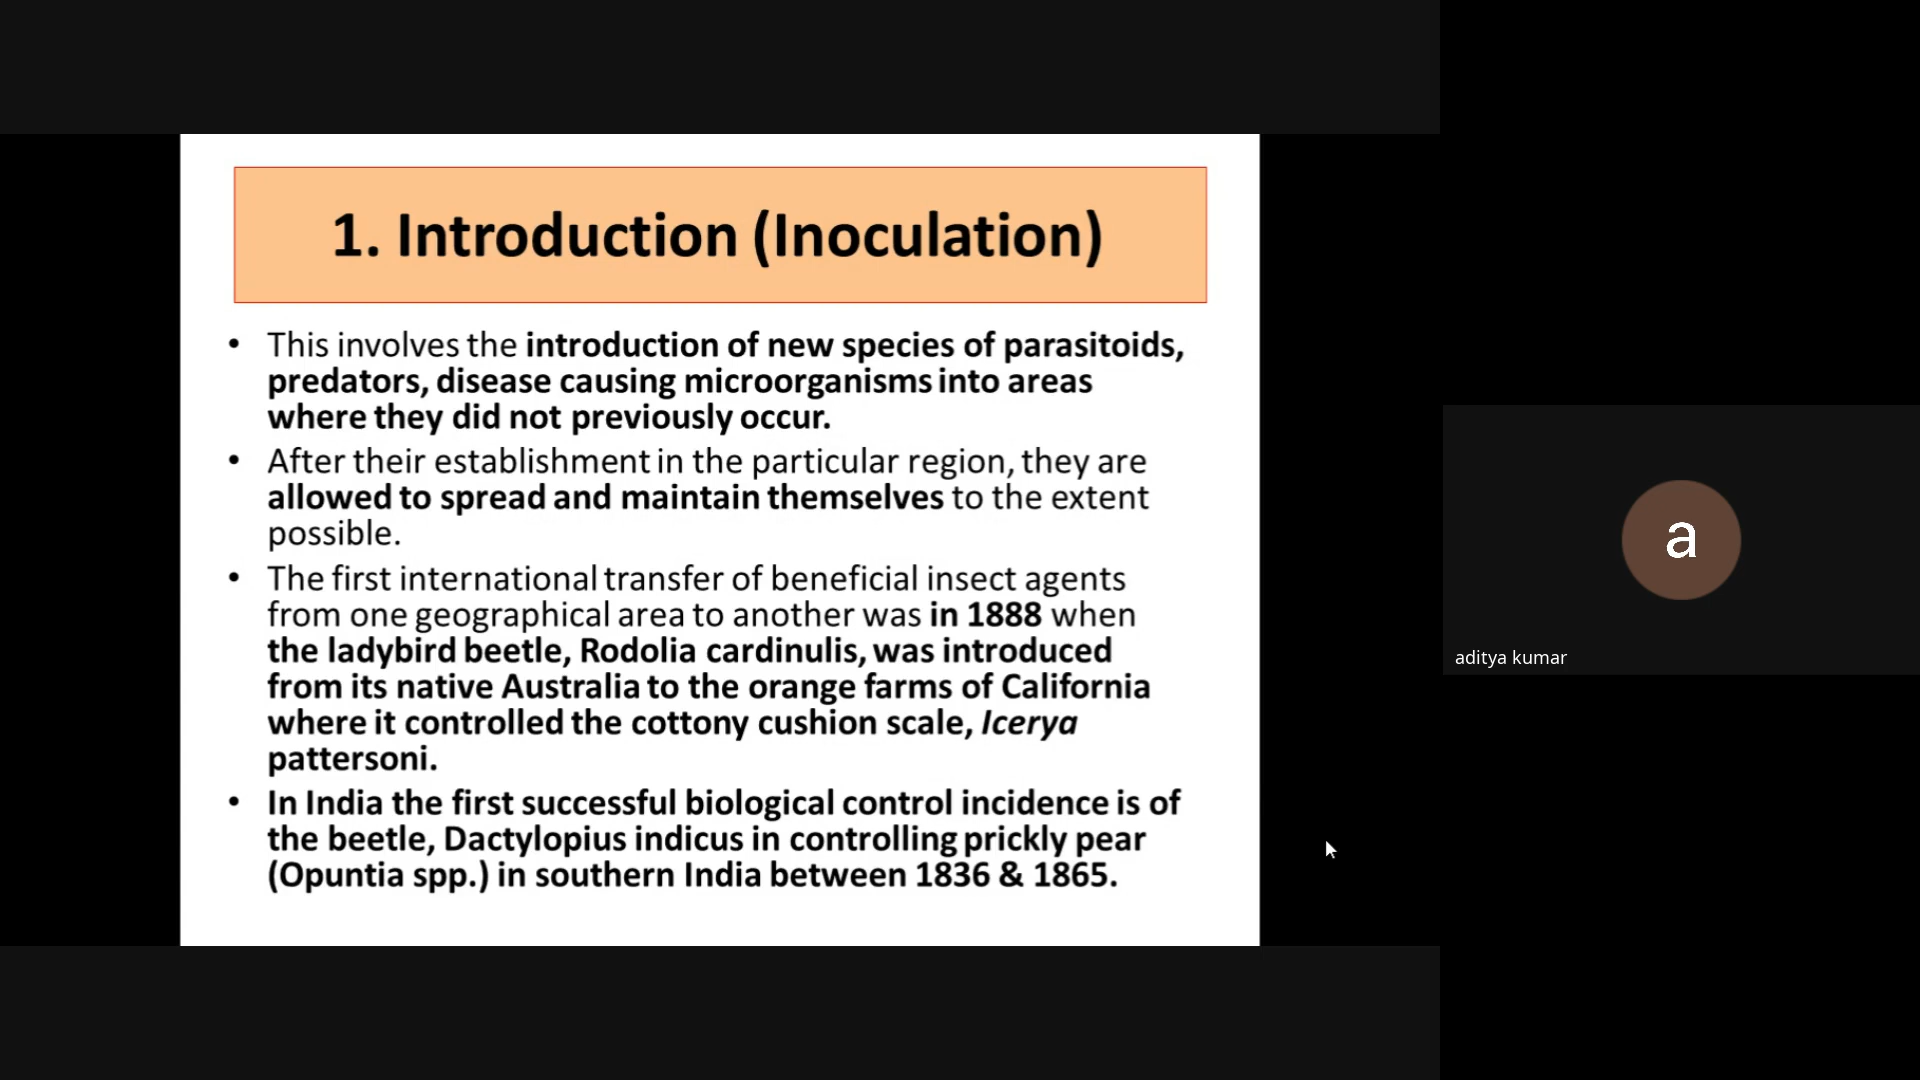 1. Introduction (Inoculation)
• This involves the introduction of new species of parasitoids,
predators, disease causing microorganisms into areas
where they did not previously occur.
• After their establishment in the particular region, they are
allowed to spread and maintain themselves to the extent
possible.
• The first international transfer of beneficial insect agents
from one geographical area to another was in 1888 when
the ladybird beetle, Rodolia cardinulis, was introduced
from its native Australia to the orange farms of California
where it controlled the cottony cushion scale, Icerya
pattersoni.
• In India the first successful biological control incidence is of
the beetle, Dactylopius indicus in controlling prickly pear
(Opuntia spp.) in southern India between 1836 & 1865.
a
aditya kumar